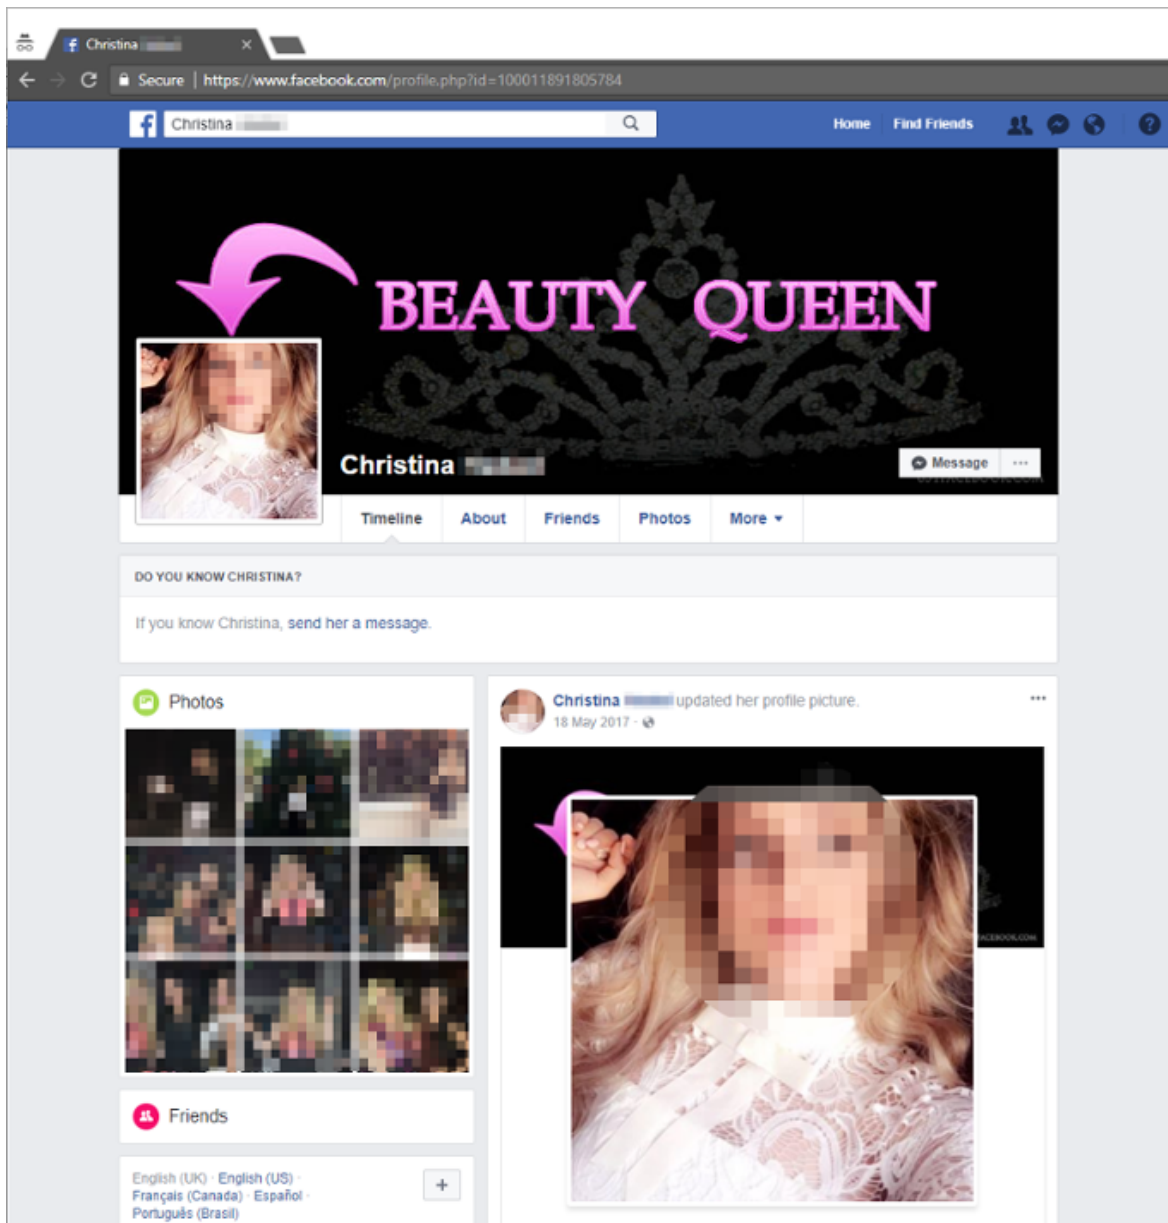 Christina
Secure | https://www.facebook.com/profile.php?id=100011891805784
Christina
Home Find Friends
BEAUTY QUEEN
Christina
Message
Timeline About Friends Photos More
DO YOU KNOW CHRISTINA?
If you know Christina, send her a message.
Photos
Christina updated her profile picture.
18 May 2017
Friends
English (UK) · English (US) ·
Français (Canada) · Español ·
Português (Brasil)